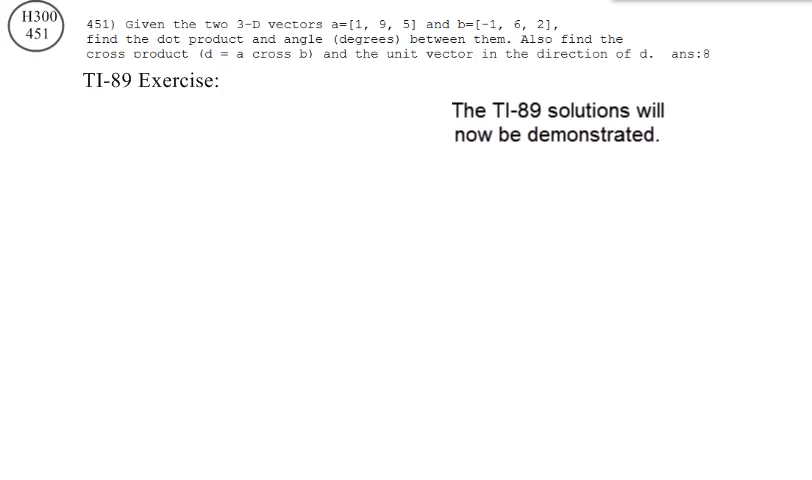 H300
451
451) Given the two 3-D vectors a=[1, 9, 5] and b=[-1, 6, 2],
find the dot product and angle (degrees) between them. Also find the
cross product (d = a cross b) and the unit vector in the direction of d. ans:8
TI-89 Exercise:
The TI-89 solutions will
now be demonstrated.